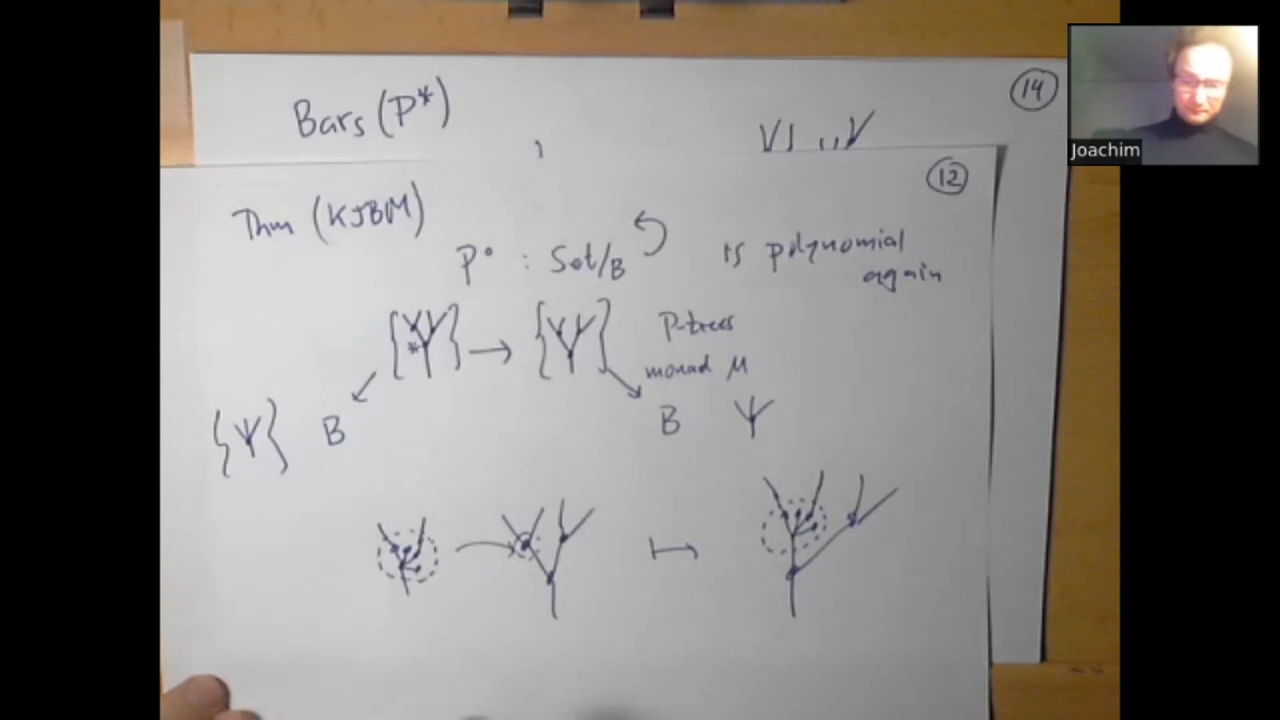 Bars (P*)
14
Joachim
12
Thm (KJBM)
P° : Set/B is polynomial again
{ * } → { } P-trees
monad M
{ } B
B